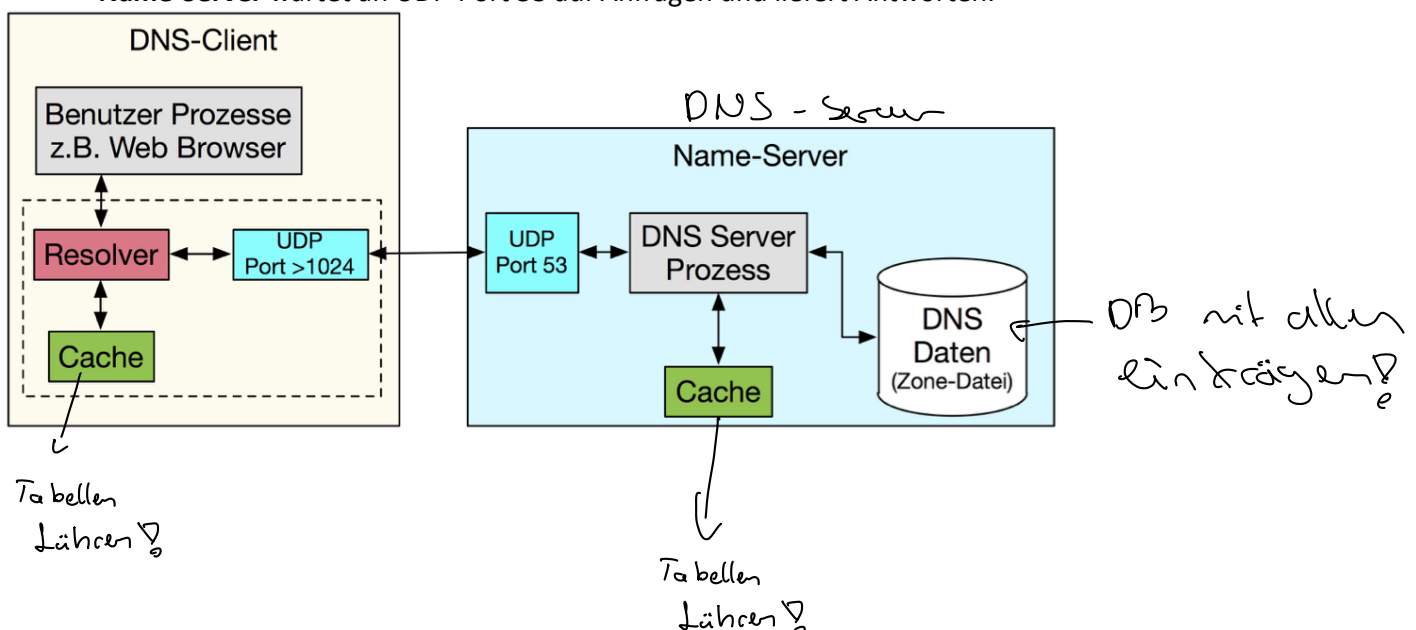 Name-Server wartet an UDP-Port 53 auf Anfragen und liefert Antworten.
DNS-Client
Benutzer Prozesse
z.B. Web Browser
Resolver
UDP
Port >1024
Cache
Tabellen
führen!
DNS-Server
Name-Server
UDP
Port 53
DNS Server
Prozess
Cache
DNS
Daten
(Zone-Datei)
DB mit allen
einträgen!
Tabellen
führen!